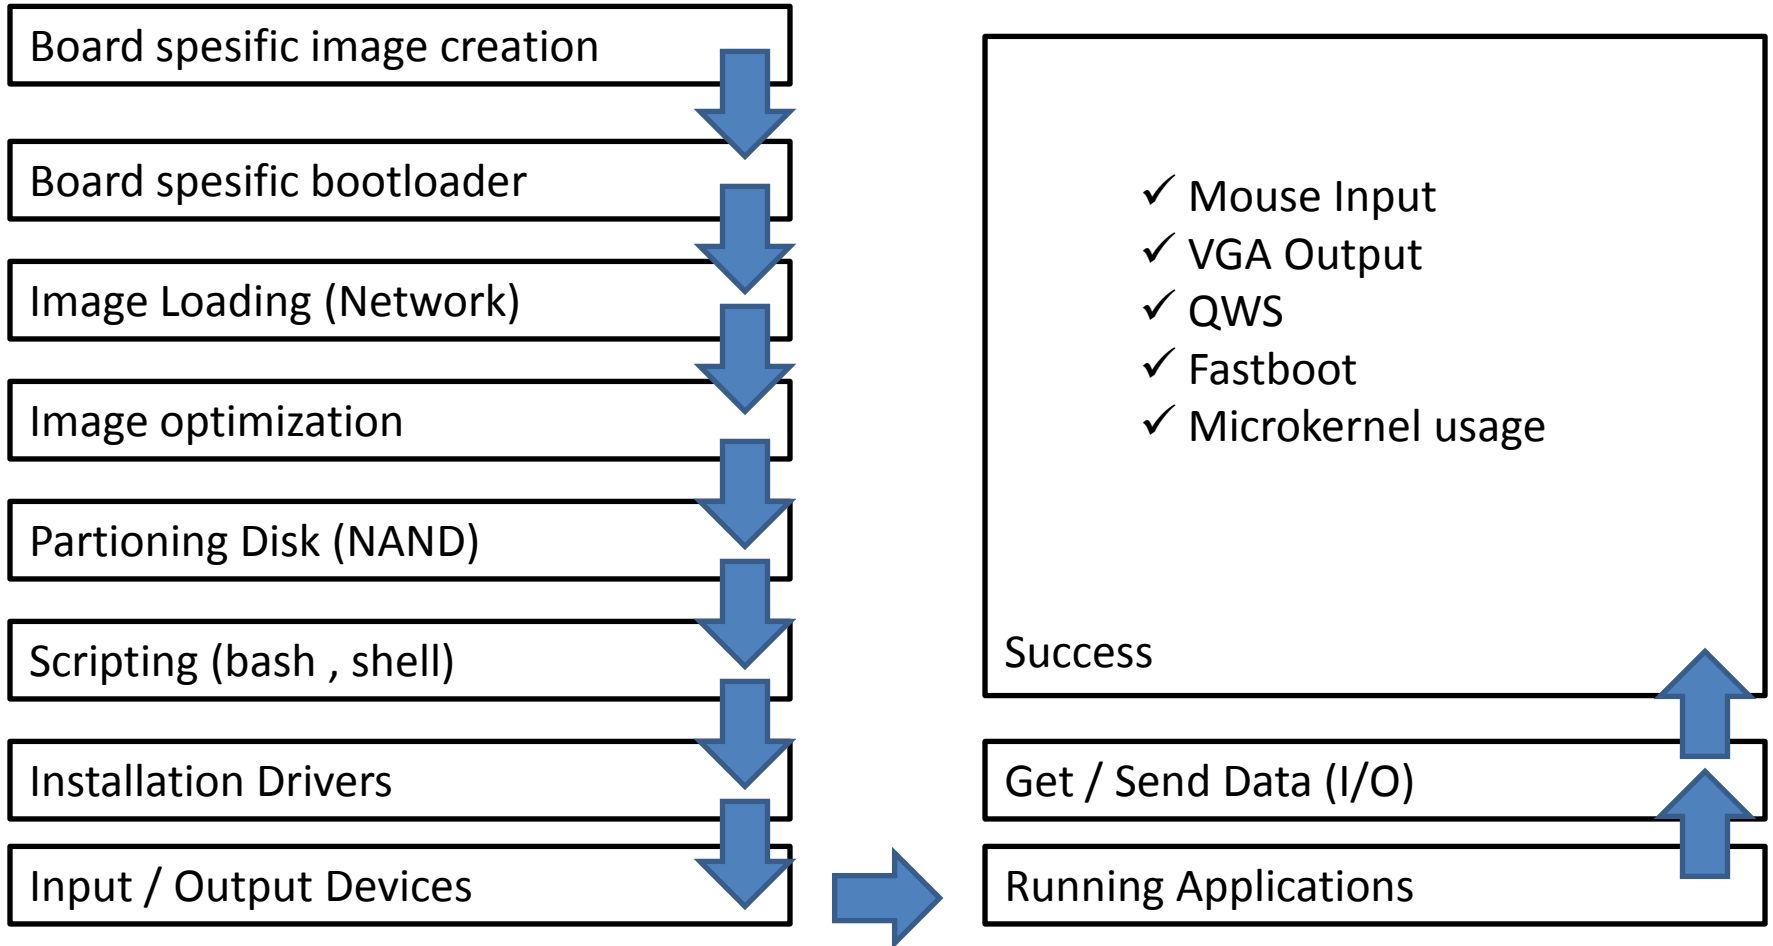 Board spesific image creation
Board spesific bootloader
Image Loading (Network)
Image optimization
Partioning Disk (NAND)
Scripting (bash , shell)
Installation Drivers
Input / Output Devices
✓ Mouse Input
✓ VGA Output
✓ QWS
✓ Fastboot
✓ Microkernel usage
Success
Get / Send Data (I/O)
Running Applications